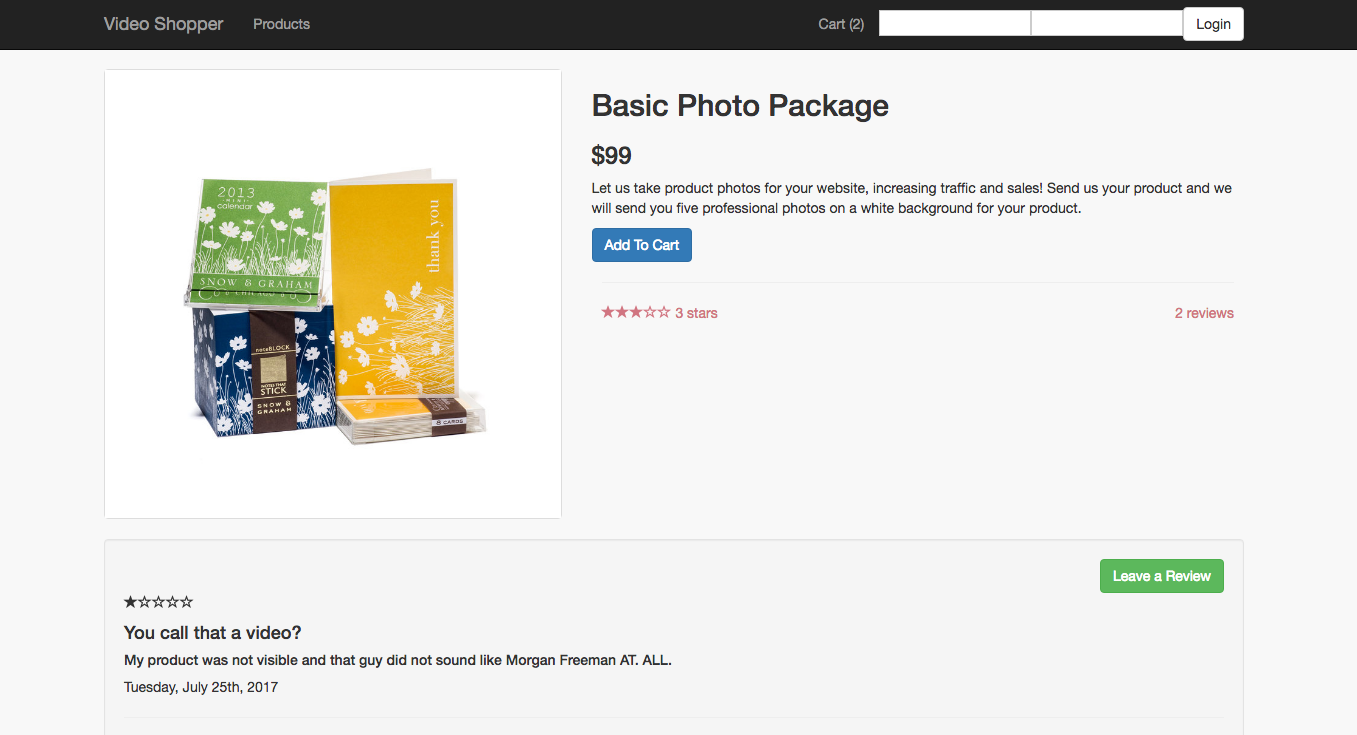 Video Shopper Products Cart (2) Login
Basic Photo Package
$99
Let us take product photos for your website, increasing traffic and sales! Send us your product and we
will send you five professional photos on a white background for your product.
Add To Cart
★★★☆☆ 3 stars 2 reviews
2013
MINI
calendar
SNOW & GRAHAM
CHICAGO
thank you
noteBLOCK
NOTES THAT
STICK
SNOW &
GRAHAM
8 CARDS
Leave a Review
★☆☆☆☆
You call that a video?
My product was not visible and that guy did not sound like Morgan Freeman AT. ALL.
Tuesday, July 25th, 2017